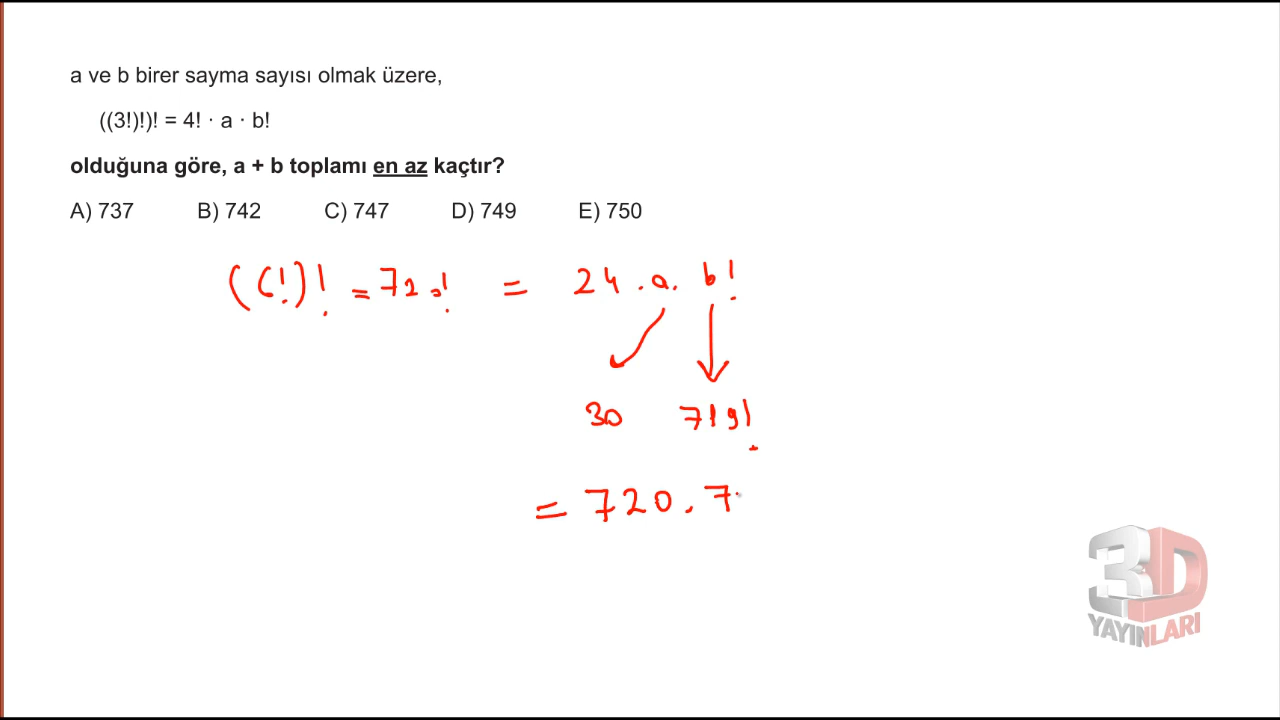 a ve b birer sayma sayısı olmak üzere,
((3!)!)! = 4! · a · b!
olduğuna göre, a + b toplamı en az kaçtır?
A) 737 B) 742 C) 747 D) 749 E) 750
(6!)! = 720! = 24 . a . b!
30 719!
= 720 . 7
3D
YAYINLARI